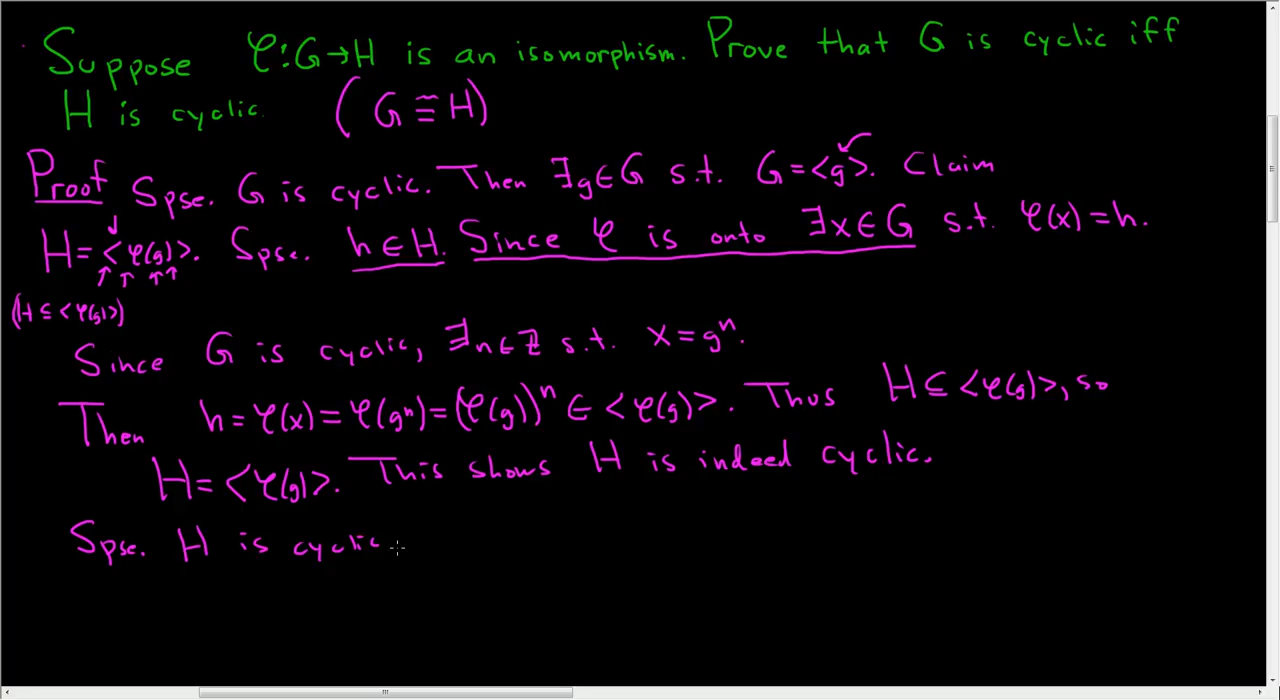 Suppose φ:G→H is an isomorphism. Prove that G is cyclic iff
H is cyclic. (G ≅ H)
Proof Spse. G is cyclic. Then ∃g∈G s.t. G=<g>. Claim
H=<φ(g)>. Spse. h∈H. Since φ is onto ∃x∈G s.t. φ(x)=h.
(H⊆<φ(g)>)
Since G is cyclic, ∃n∈ℤ s.t. x=gⁿ.
Then h=φ(x)=φ(gⁿ)=(φ(g))ⁿ∈<φ(g)>. Thus H⊆<φ(g)>, so
H=<φ(g)>. This shows H is indeed cyclic.
Spse. H is cyclic